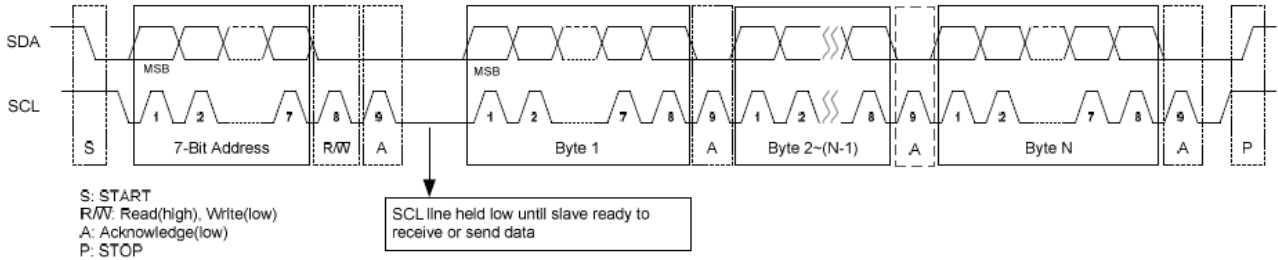 SDA
MSB
MSB
SCL
1 2 7 8 9 1 2 7 8 9 1 2 8 9 1 2 7 8 9
S 7-Bit Address R/W̅ A Byte 1 A Byte 2~(N-1) A Byte N A P
S: START
R/W̅: Read(high), Write(low)
A: Acknowledge(low)
P: STOP
SCL line held low until slave ready to
receive or send data